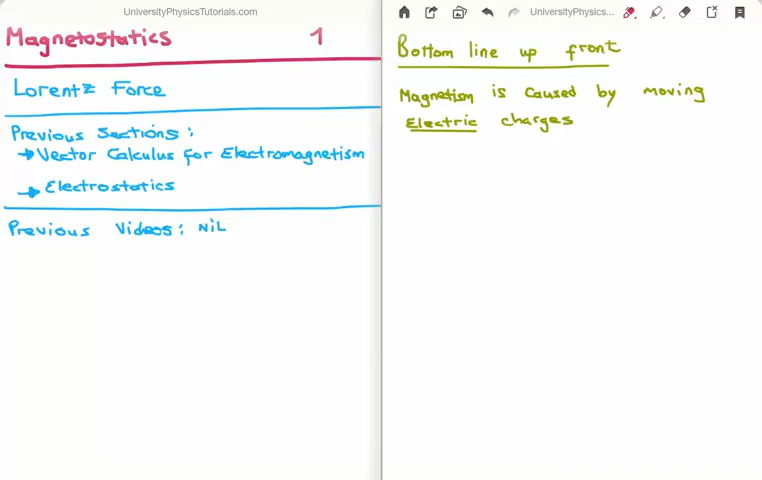 UniversityPhysicsTutorials.com
Magnetostatics 1
Lorentz Force
Previous Sections:
→ Vector Calculus for Electromagnetism
→ Electrostatics
Previous Videos: Nil
UniversityPhysics...
Bottom line up front
Magnetism is caused by moving
Electric charges